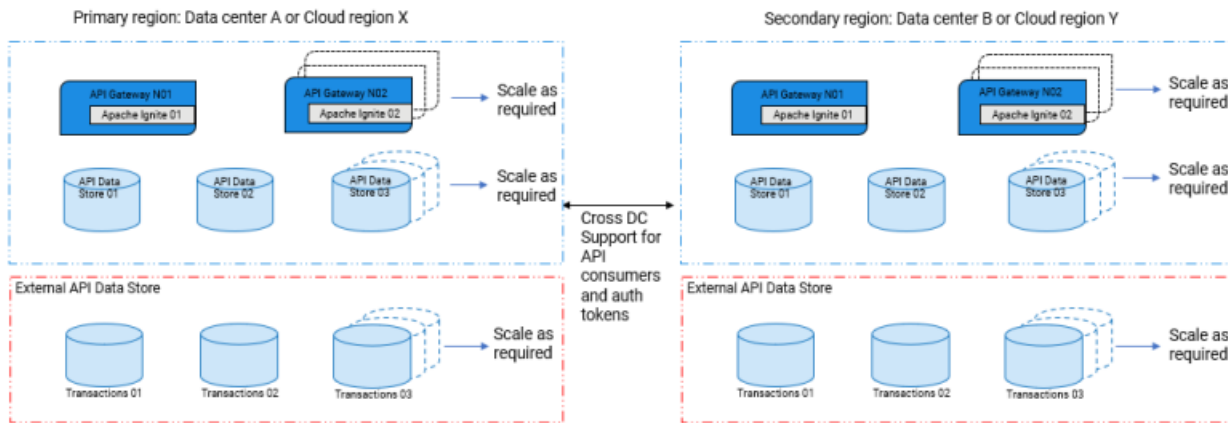 Primary region: Data center A or Cloud region X
API Gateway N01
Apache Ignite 01
API Gateway N02
Apache Ignite 02
Scale as
required
API Data
Store 01
API Data
Store 02
API Data
Store 03
Scale as
required
External API Data Store
Transactions 01
Transactions 02
Transactions 03
Scale as
required
Cross DC
Support for
API
consumers
and auth
tokens
Secondary region: Data center B or Cloud region Y
API Gateway N01
Apache Ignite 01
API Gateway N02
Apache Ignite 02
Scale as
required
API Data
Store 01
API Data
Store 02
API Data
Store 03
Scale as
required
External API Data Store
Transactions 01
Transactions 02
Transactions 03
Scale as
required